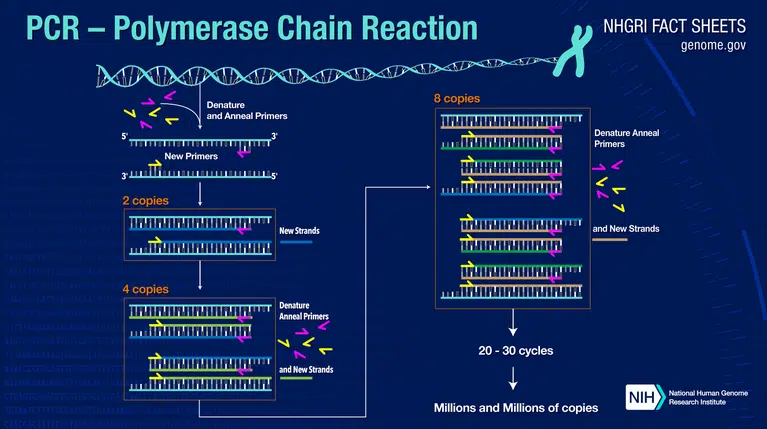 PCR – Polymerase Chain Reaction
NHGRI FACT SHEETS
genome.gov
Denature
and Anneal Primers
5' 3'
New Primers
3' 5'
2 copies
New Strands
4 copies
Denature
Anneal Primers
and New Strands
8 copies
Denature Anneal
Primers
and New Strands
20 - 30 cycles
Millions and Millions of copies
NIH
National Human Genome
Research Institute